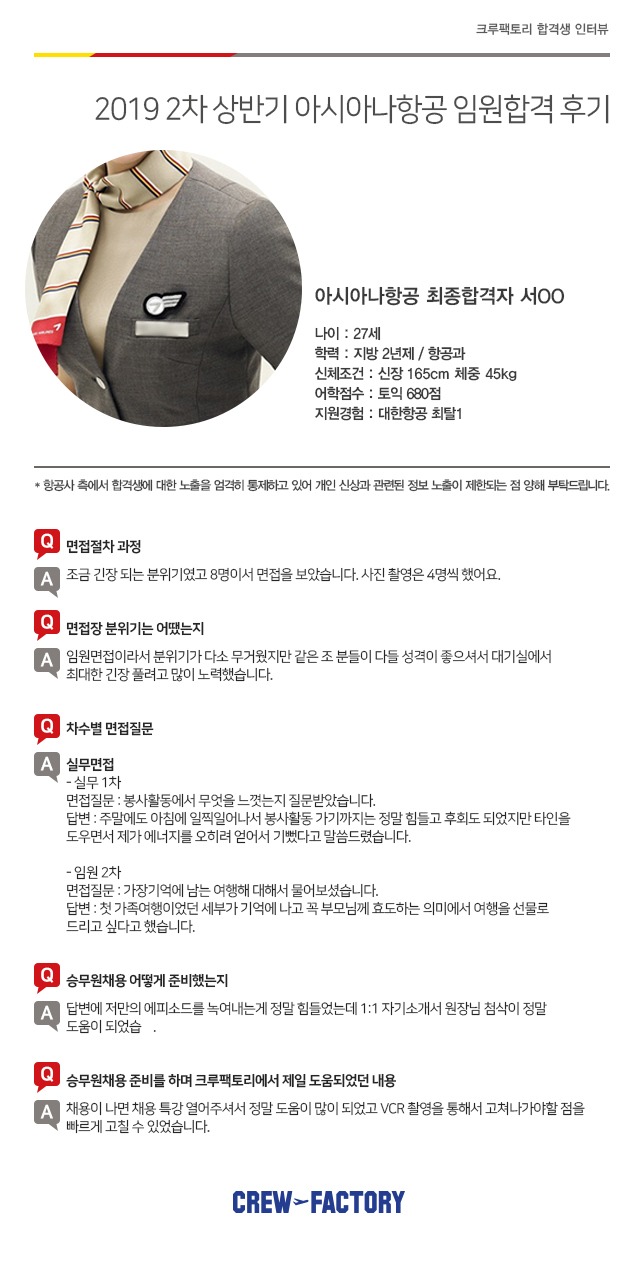 크루팩토리 합격생 인터뷰
2019 2차 상반기 아시아나항공 임원합격 후기
아시아나항공 최종합격자 서OO
나이 : 27세
학력 : 지방 2년제 / 항공과
신체조건 : 신장 165cm 체중 45kg
어학점수 : 토익 680점
지원경험 : 대한항공 최탈1
* 항공사 측에서 합격생에 대한 노출을 엄격히 통제하고 있어 개인 신상과 관련된 정보 노출이 제한되는 점 양해 부탁드립니다.
Q 면접절차 과정
A 조금 긴장 되는 분위기였고 8명이서 면접을 보았습니다. 사진 촬영은 4명씩 했어요.
Q 면접장 분위기는 어땠는지
A 임원면접이라서 분위기가 다소 무거웠지만 같은 조 분들이 다들 성격이 좋으셔서 대기실에서
최대한 긴장 풀려고 많이 노력했습니다.
Q 차수별 면접질문
A 실무면접
- 실무 1차
면접질문 : 봉사활동에서 무엇을 느꼇는지 질문받았습니다.
답변 : 주말에도 아침에 일찍일어나서 봉사활동 가기까지는 정말 힘들고 후회도 되었지만 타인을
도우면서 제가 에너지를 오히려 얻어서 기뻤다고 말씀드렸습니다.
- 임원 2차
면접질문 : 가장기억에 남는 여행해 대해서 물어보셨습니다.
답변 : 첫 가족여행이었던 세부가 기억에 나고 꼭 부모님께 효도하는 의미에서 여행을 선물로
드리고 싶다고 했습니다.
Q 승무원채용 어떻게 준비했는지
A 답변에 저만의 에피소드를 녹여내는게 정말 힘들었는데 1:1 자기소개서 원장님 첨삭이 정말
도움이 되었습 .
Q 승무원채용 준비를 하며 크루팩토리에서 제일 도움되었던 내용
A 채용이 나면 채용 특강 열어주셔서 정말 도움이 많이 되었고 VCR 촬영을 통해서 고쳐나가야할 점을
빠르게 고칠 수 있었습니다.
CREW FACTORY